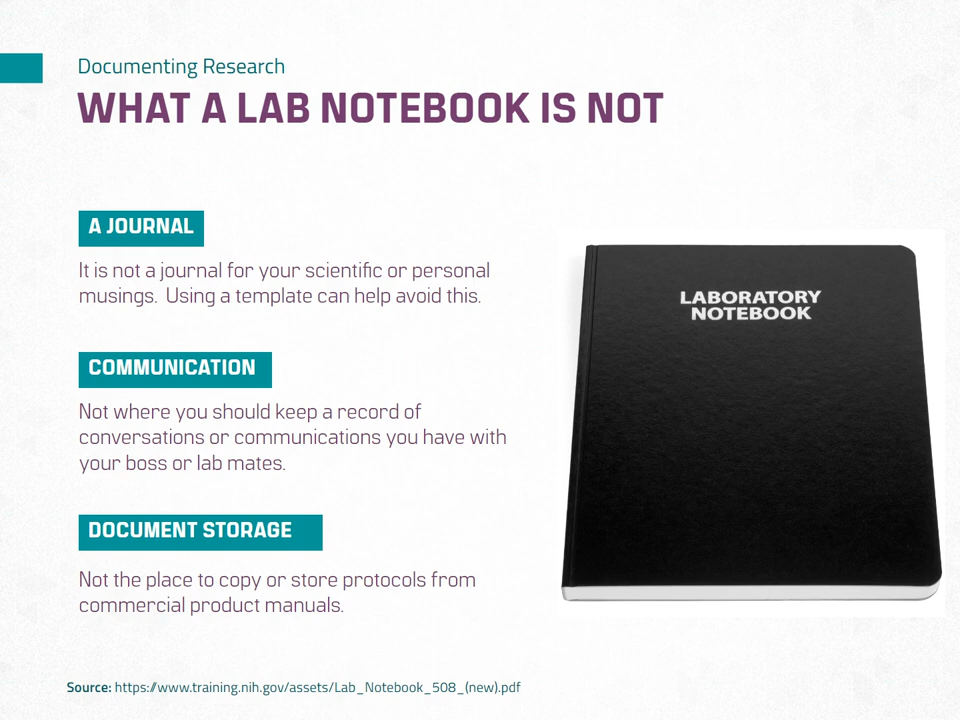 Documenting Research
WHAT A LAB NOTEBOOK IS NOT
A JOURNAL
It is not a journal for your scientific or personal
musings. Using a template can help avoid this.
COMMUNICATION
Not where you should keep a record of
conversations or communications you have with
your boss or lab mates.
DOCUMENT STORAGE
Not the place to copy or store protocols from
commercial product manuals.
LABORATORY
NOTEBOOK
Source: https://www.training.nih.gov/assets/Lab_Notebook_508_(new).pdf